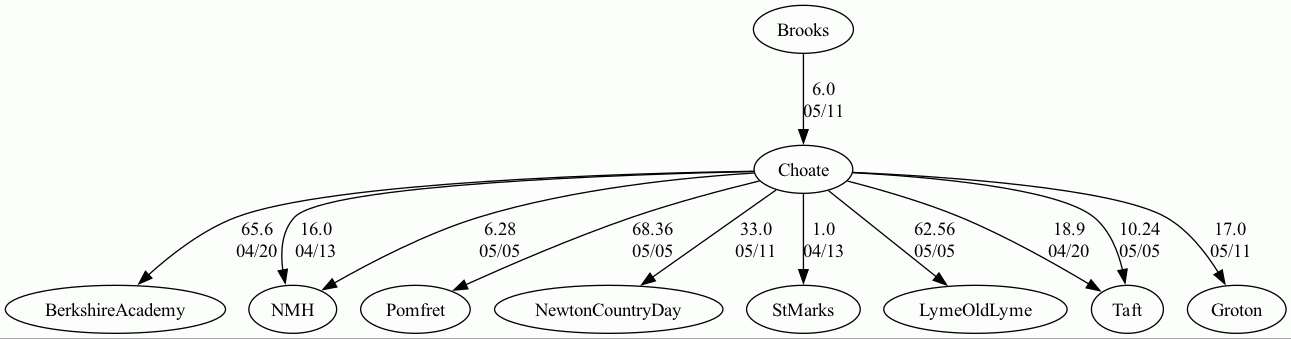 Brooks
6.0
05/11
Choate
65.6
04/20
16.0
04/13
6.28
05/05
68.36
05/05
33.0
05/11
1.0
04/13
62.56
05/05
18.9
04/20
10.24
05/05
17.0
05/11
BerkshireAcademy
NMH
Pomfret
NewtonCountryDay
StMarks
LymeOldLyme
Taft
Groton